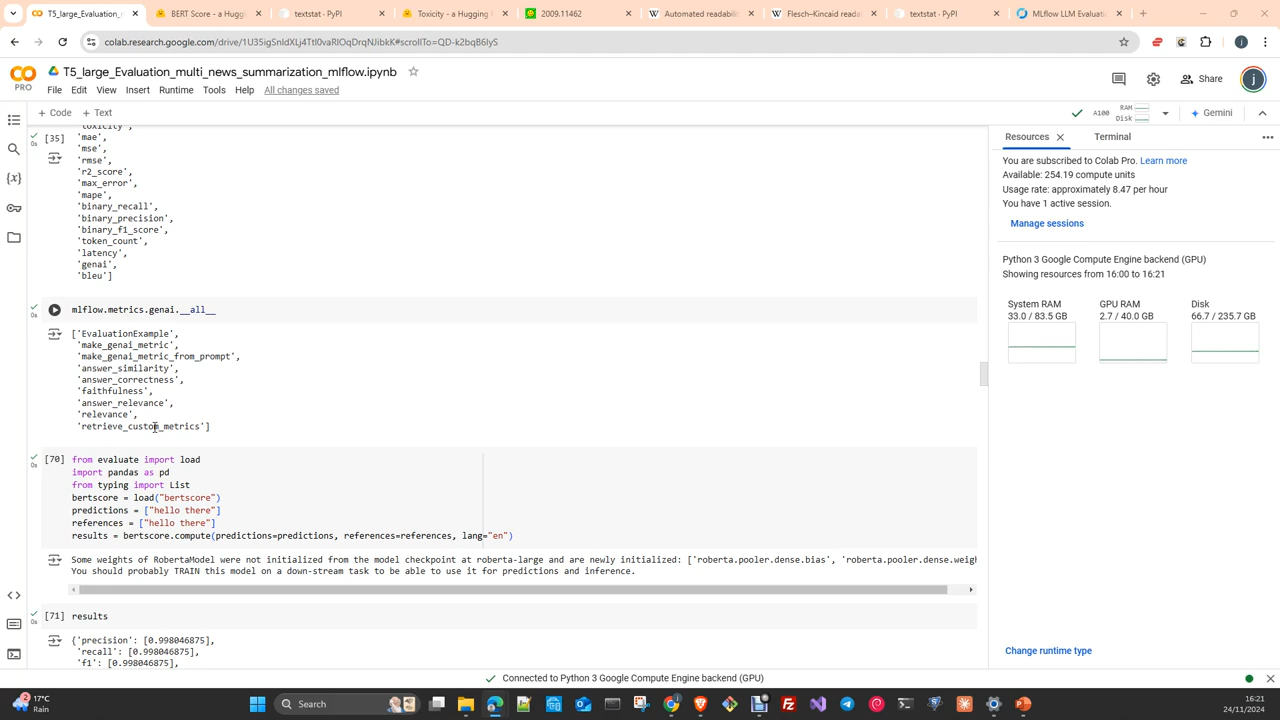 T5_large_Evaluation_mul
BERT Score - a Hugg
textstat - PyPI
Toxicity - a Hugging
2009.11462
Automated readabil
Flesch–Kincaid reada
textstat - PyPI
MLflow LLM Evaluati
colab.research.google.com/drive/1U35igSnldXLj4TtI0vaRIOqDrqNJibkK#scrollTo=QD-k2bqB6IyS
T5_large_Evaluation_multi_news_summarization_mlflow.ipynb
PRO
File Edit View Insert Runtime Tools Help All changes saved
Share
j
+ Code + Text
A100
RAM
Disk
Gemini
[35]
'toxicity',
'mae',
'mse',
'rmse',
'r2_score',
'max_error',
'mape',
'binary_recall',
'binary_precision',
'binary_f1_score',
'token_count',
'latency',
'genai',
'bleu']
mlflow.metrics.genai.__all__
['EvaluationExample',
'make_genai_metric',
'make_genai_metric_from_prompt',
'answer_similarity',
'answer_correctness',
'faithfulness',
'answer_relevance',
'relevance',
'retrieve_custom_metrics']
[70] from evaluate import load
import pandas as pd
from typing import List
bertscore = load("bertscore")
predictions = ["hello there"]
references = ["hello there"]
results = bertscore.compute(predictions=predictions, references=references, lang="en")
Some weights of RobertaModel were not initialized from the model checkpoint at roberta-large and are newly initialized: ['roberta.pooler.dense.bias', 'roberta.pooler.dense.weigh
You should probably TRAIN this model on a down-stream task to be able to use it for predictions and inference.
[71] results
{'precision': [0.998046875],
'recall': [0.998046875],
'f1': [0.998046875],
Resources
Terminal
You are subscribed to Colab Pro. Learn more
Available: 254.19 compute units
Usage rate: approximately 8.47 per hour
You have 1 active session.
Manage sessions
Python 3 Google Compute Engine backend (GPU)
Showing resources from 16:00 to 16:21
System RAM
33.0 / 83.5 GB
GPU RAM
2.7 / 40.0 GB
Disk
66.7 / 235.7 GB
Change runtime type
Connected to Python 3 Google Compute Engine backend (GPU)
17°C
Rain
Search
16:21
24/11/2024